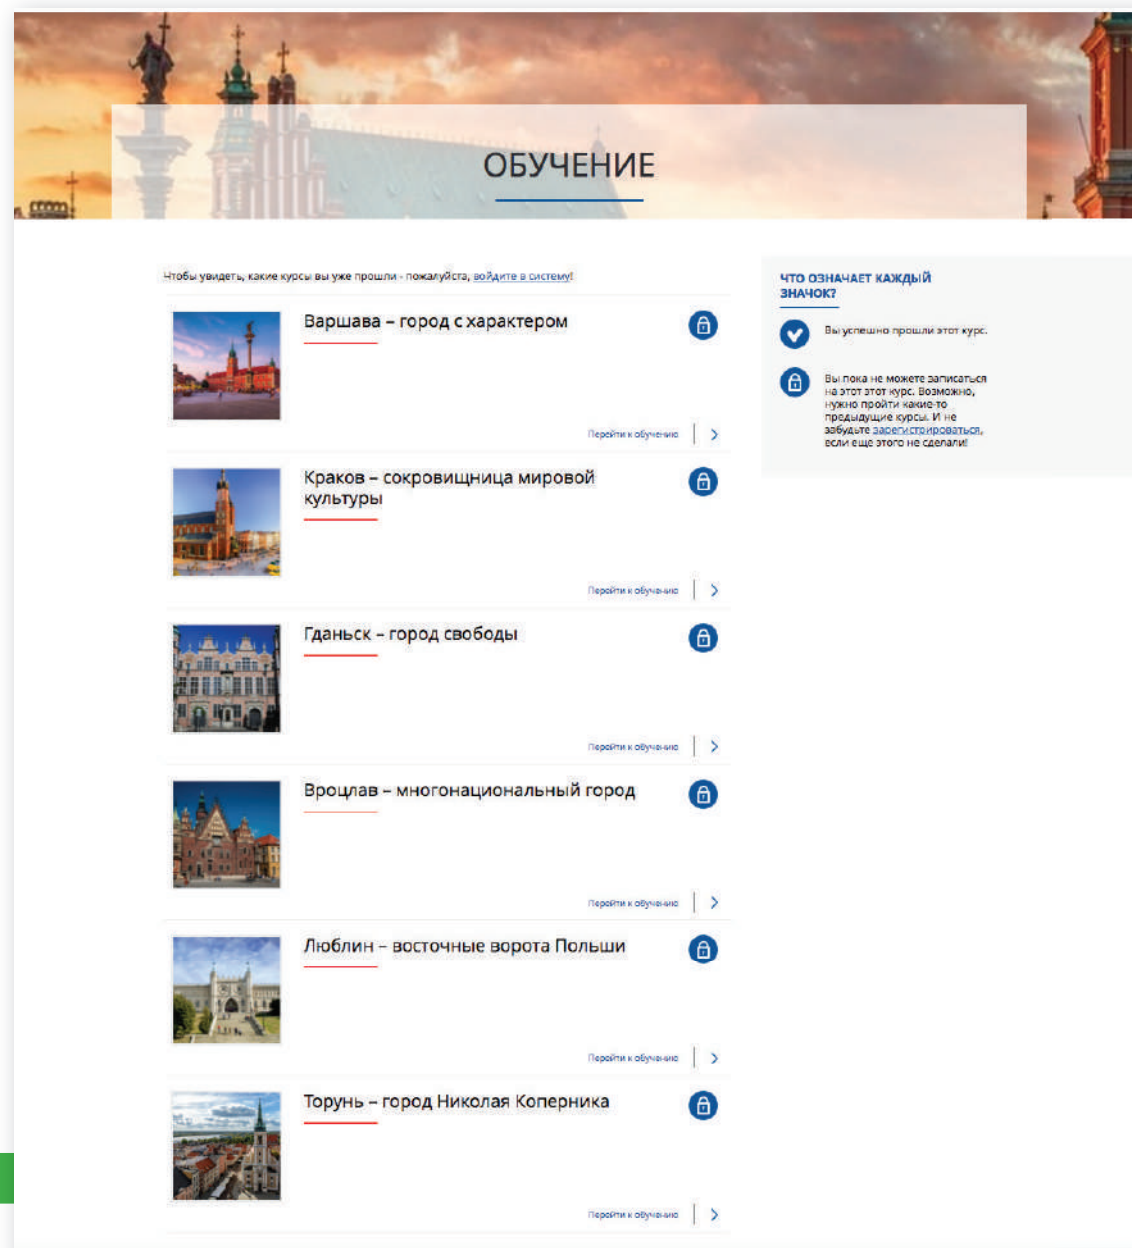 ОБУЧЕНИЕ
Чтобы увидеть, какие курсы вы уже прошли - пожалуйста, войдите в систему!
Варшава – город с характером
Перейти к обучению
Краков – сокровищница мировой
культуры
Перейти к обучению
Гданьск – город свободы
Перейти к обучению
Вроцлав – многонациональный город
Перейти к обучению
Люблин – восточные ворота Польши
Перейти к обучению
Торунь – город Николая Коперника
Перейти к обучению
ЧТО ОЗНАЧАЕТ КАЖДЫЙ
ЗНАЧОК?
Вы успешно прошли этот курс.
Вы пока не можете записаться
на этот этот курс. Возможно,
нужно пройти какие-то
предыдущие курсы. И не
забудьте зарегистрироваться,
если еще этого не сделали!